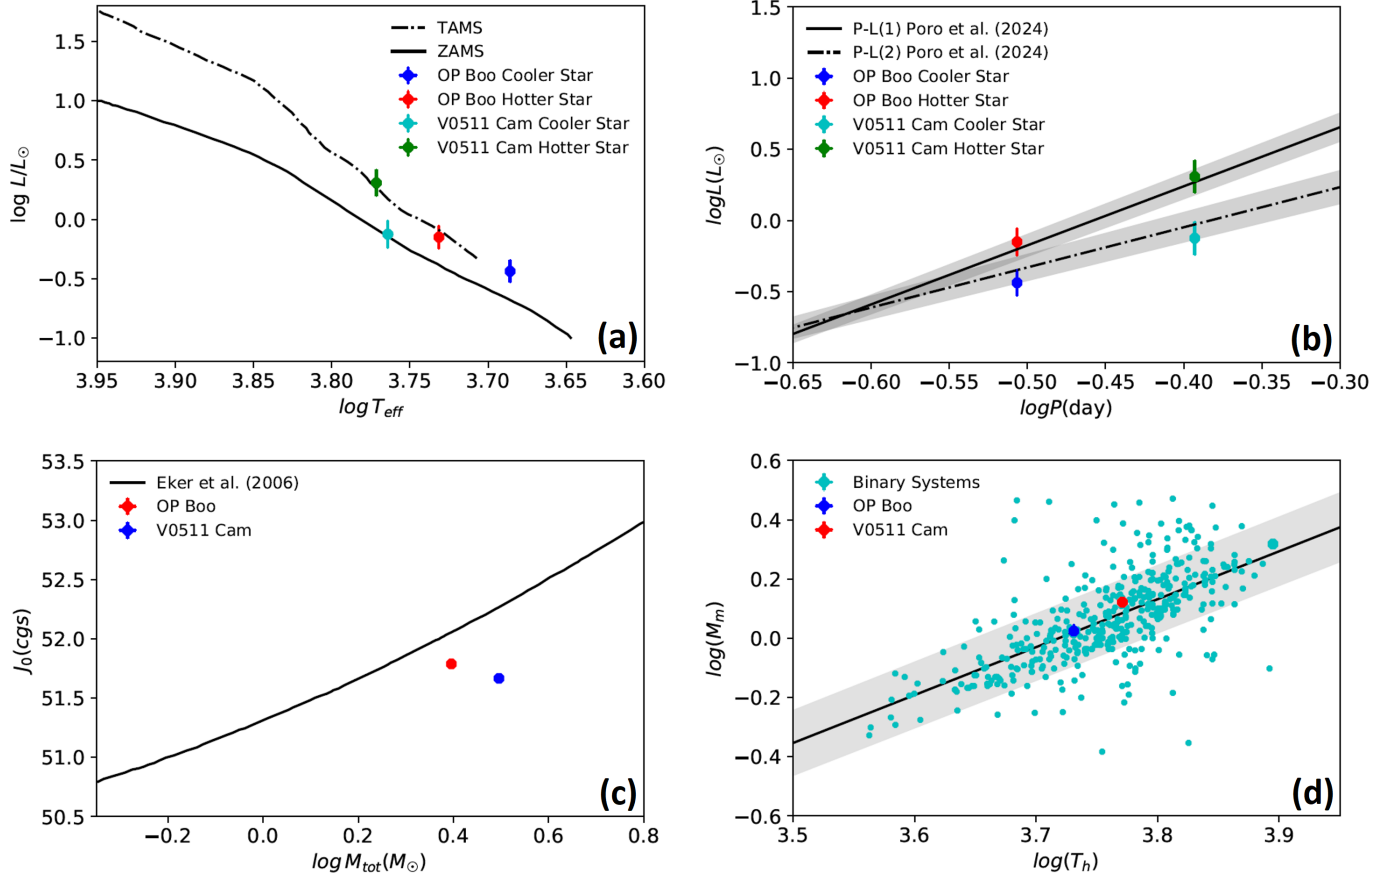 1.5
1.0
0.5
0.0
−0.5
−1.0
log L/L⊙
TAMS
ZAMS
OP Boo Cooler Star
OP Boo Hotter Star
V0511 Cam Cooler Star
V0511 Cam Hotter Star
(a)
3.95 3.90 3.85 3.80 3.75 3.70 3.65 3.60
log T_eff
1.5
1.0
0.5
0.0
−0.5
−1.0
logL(L⊙)
P-L(1) Poro et al. (2024)
P-L(2) Poro et al. (2024)
OP Boo Cooler Star
OP Boo Hotter Star
V0511 Cam Cooler Star
V0511 Cam Hotter Star
(b)
−0.65 −0.60 −0.55 −0.50 −0.45 −0.40 −0.35 −0.30
logP(day)
53.5
53.0
52.5
52.0
51.5
51.0
50.5
J_0(cgs)
Eker et al. (2006)
OP Boo
V0511 Cam
(c)
−0.2 0.0 0.2 0.4 0.6 0.8
log M_tot(M⊙)
0.6
0.4
0.2
0.0
−0.2
−0.4
−0.6
log(M_m)
Binary Systems
OP Boo
V0511 Cam
(d)
3.5 3.6 3.7 3.8 3.9
log(T_h)